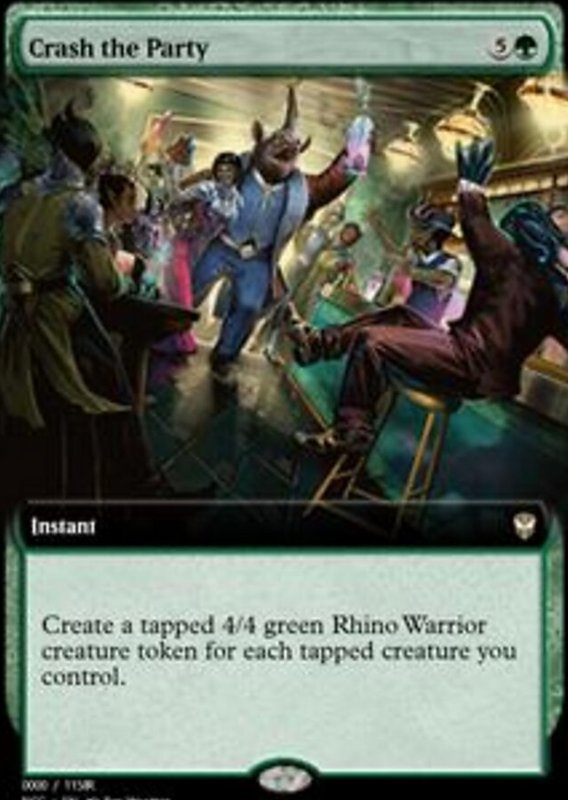 Crash the Party 5
Instant
Create a tapped 4/4 green Rhino Warrior
creature token for each tapped creature you
control.